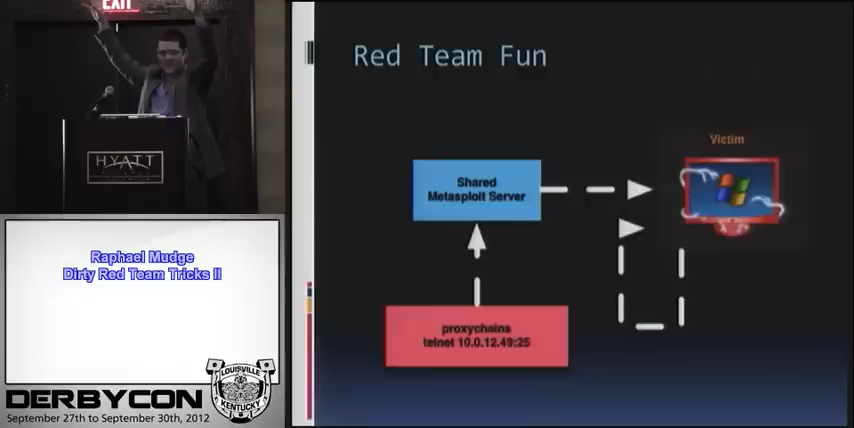 EXIT
HYATT
Raphael Mudge
Dirty Red Team Tricks II
LOUISVILLE
KENTUCKY
DERBYCON
September 27th to September 30th, 2012
Red Team Fun
Victim
Shared
Metasploit Server
proxychains
telnet 10.0.12.49:25